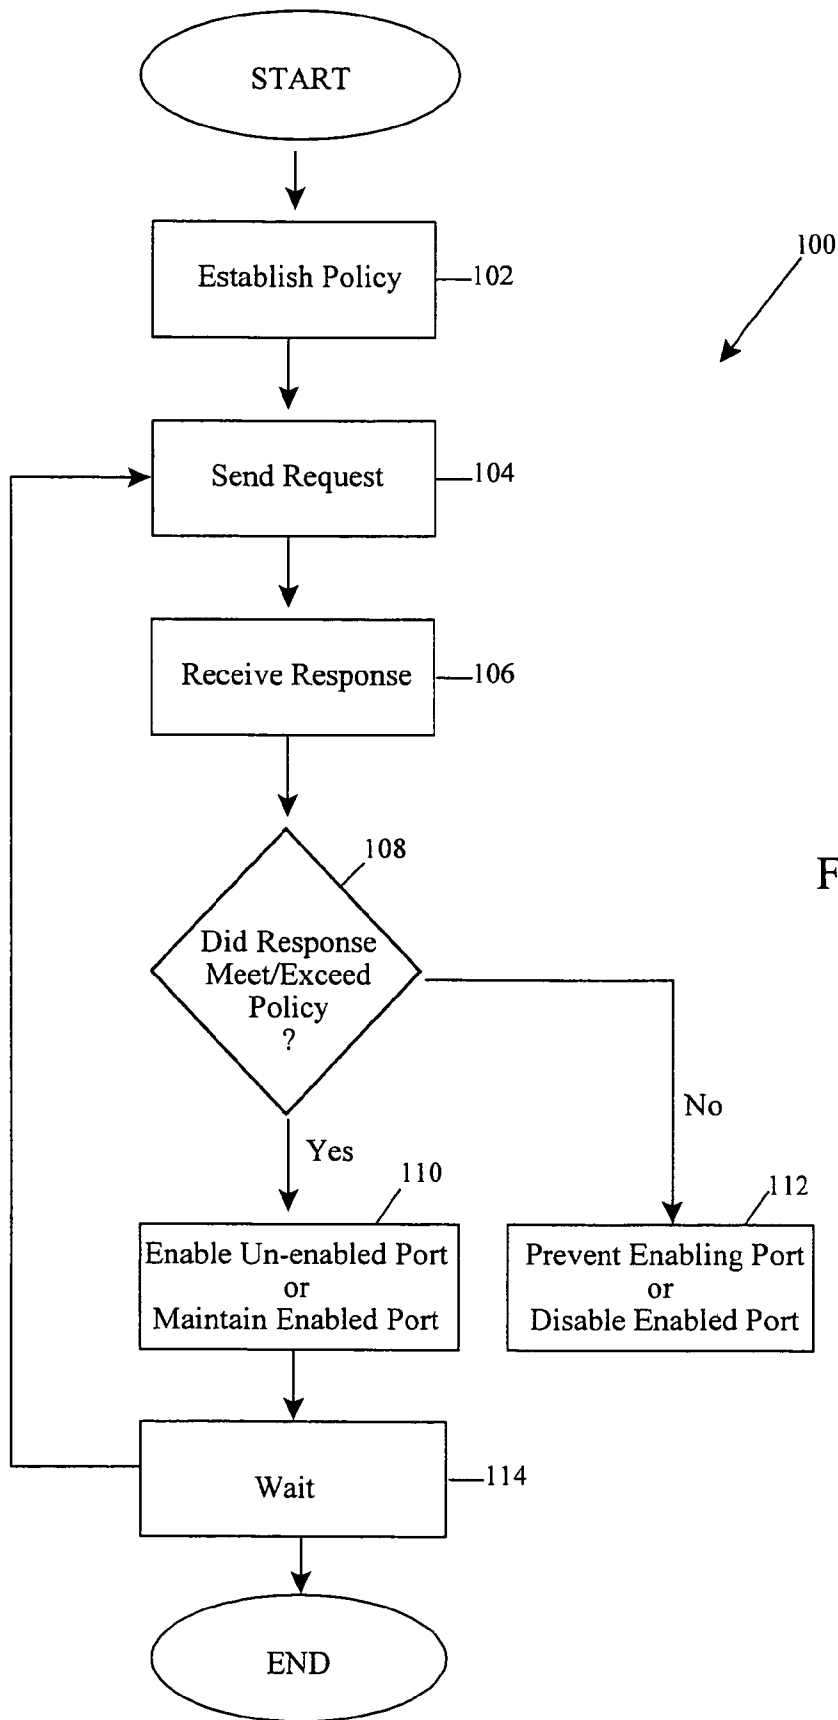 START
100
Establish Policy
102
Send Request
104
Receive Response
106
108
Did Response
Meet/Exceed
Policy
?
F
No
Yes
110
112
Enable Un-enabled Port
or
Maintain Enabled Port
Prevent Enabling Port
or
Disable Enabled Port
Wait
114
END